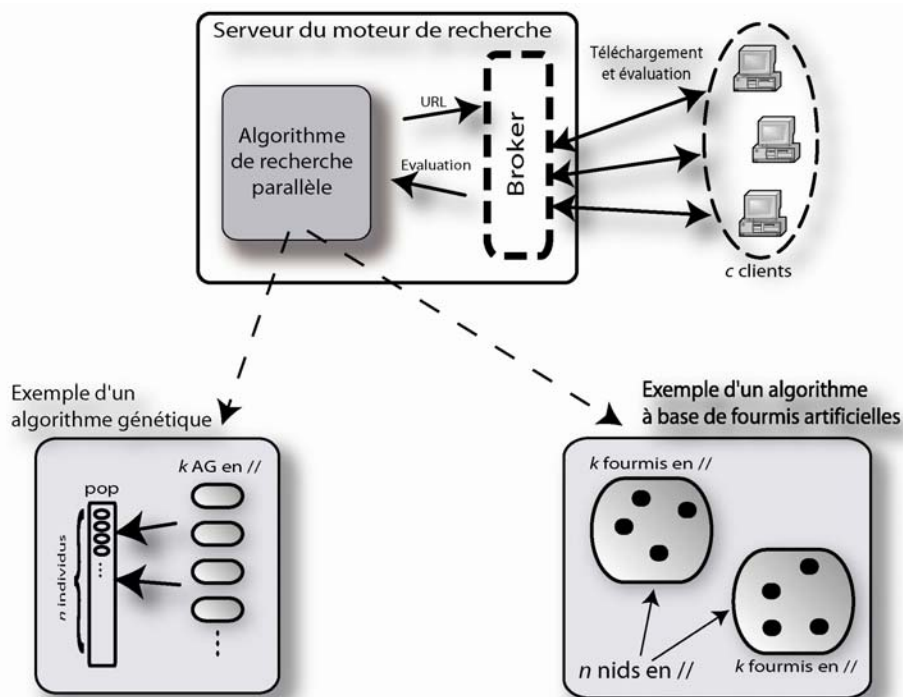 Serveur du moteur de recherche
Téléchargement
et évaluation
Algorithme
de recherche
parallèle
URL
Evaluation
Broker
c clients
Exemple d'un
algorithme génétique
k AG en //
pop
n individus
...
Exemple d'un algorithme
à base de fourmis artificielles
k fourmis en //
n nids en //
k fourmis en //